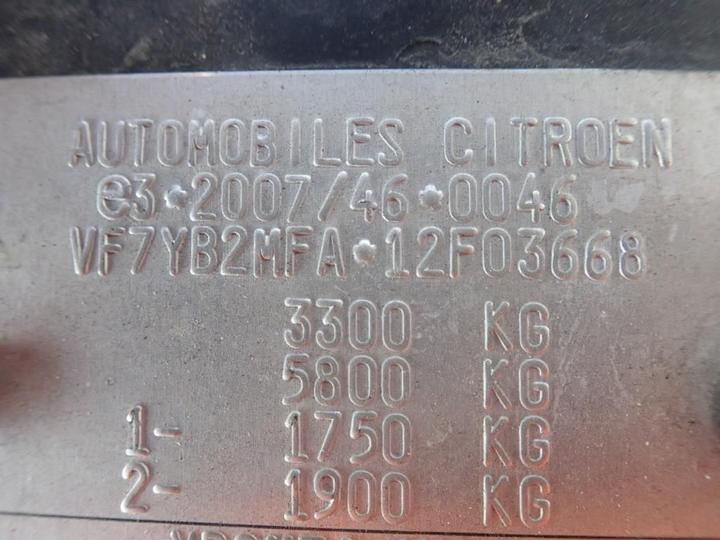 AUTOMOBILES CITROEN
e3*2007/46*0046
VF7YB2MFA*12F03668
3300 KG
5800 KG
1- 1750 KG
2- 1900 KG